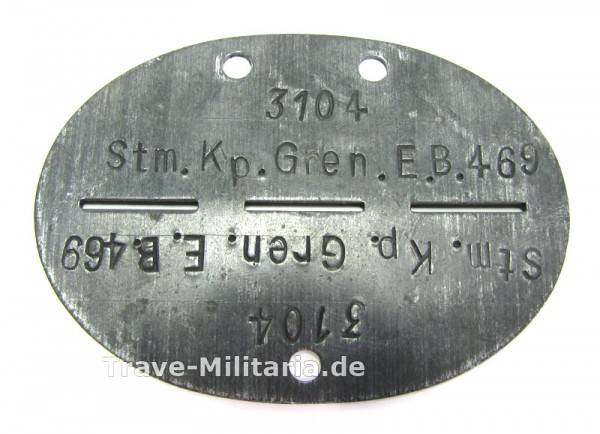 3104
Stm.Kp.Gren.E.B.469
Stm. Kp. Gren. E.B.469
3104
Trave-Militaria.de